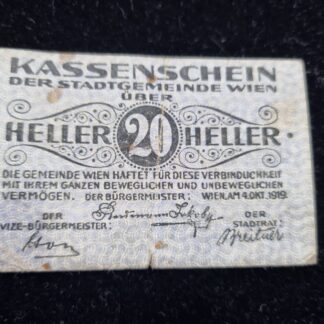 KASSENSCHEIN
DER STADTGEMEINDE WIEN
ÜBER
HELLER 20 HELLER
DIE GEMEINDE WIEN HAFTET FÜR DIESE VERBINDLICHKEIT
MIT IHREM GANZEN BEWEGLICHEN UND UNBEWEGLICHEN
VERMÖGEN. DER BÜRGERMEISTER: WIEN, AM 4. OKT. 1919.
DER DER
VIZE-BÜRGERMEISTER: STADTRAT:
Breitner